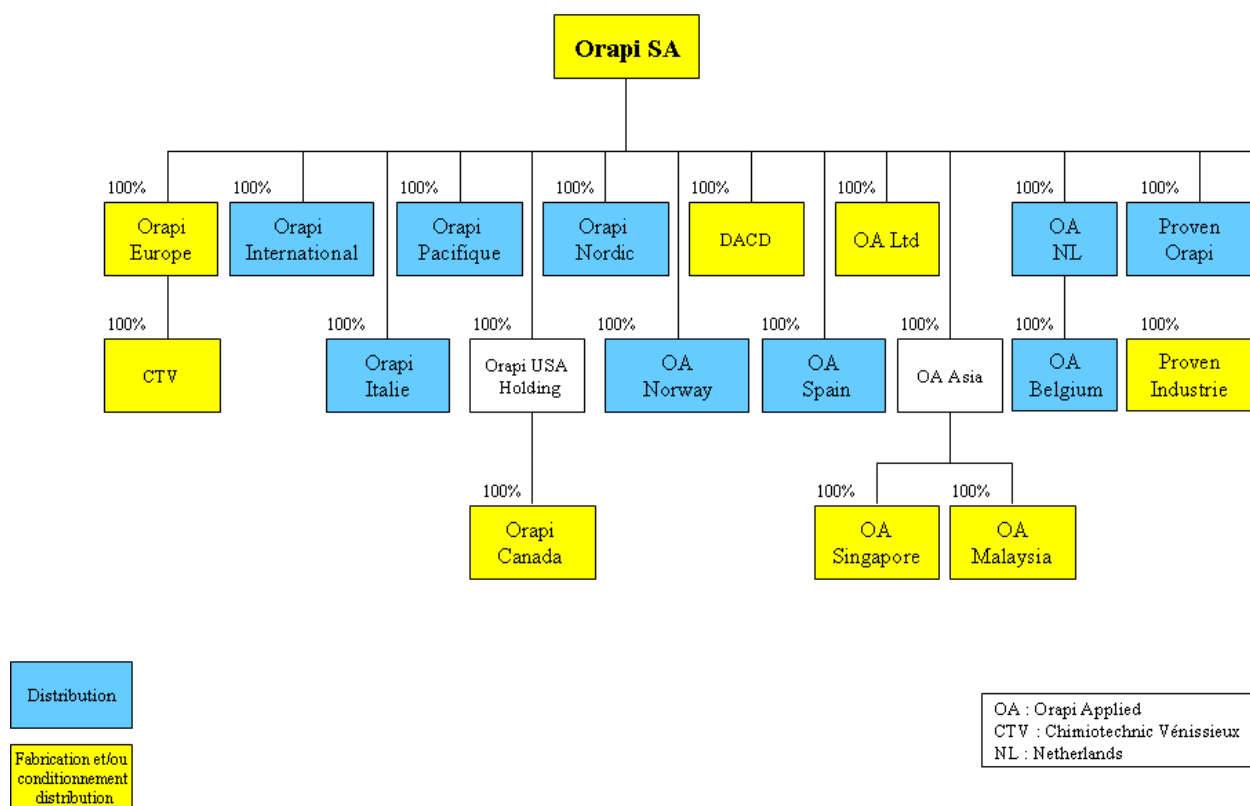 Orapi SA
100%
100%
100%
100%
100%
100%
100%
100%
Orapi
Europe
Orapi
International
Orapi
Pacifique
Orapi
Nordic
DACD
OA Ltd
OA
NL
Proven
Orapi
100%
100%
100%
100%
100%
100%
100%
100%
CTV
Orapi
Italie
Orapi USA
Holding
OA
Norway
OA
Spain
OA Asia
OA
Belgium
Proven
Industrie
100%
100%
100%
Orapi
Canada
OA
Singapore
OA
Malaysia
Distribution
Fabrication et/ou
conditionnement
distribution
OA : Orapi Applied
CTV : Chimiotechnic Vénissieux
NL : Netherlands